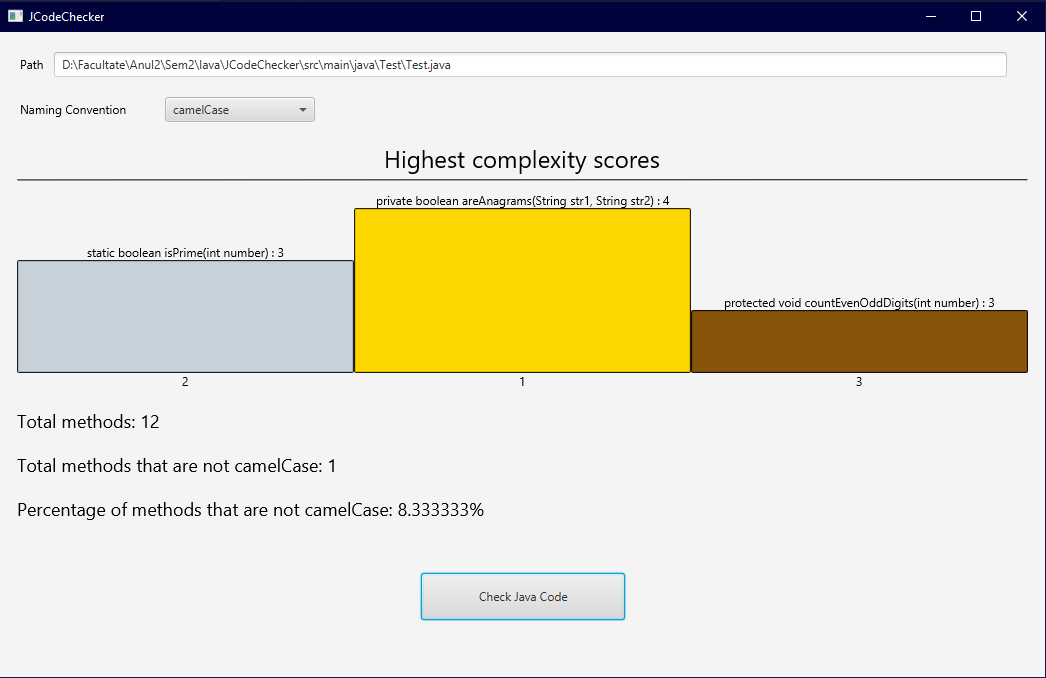 JCodeChecker
Path D:\Facultate\Anul2\Sem2\Java\JCodeChecker\src\main\java\Test\Test.java
Naming Convention camelCase
Highest complexity scores
private boolean areAnagrams(String str1, String str2) : 4
static boolean isPrime(int number) : 3
protected void countEvenOddDigits(int number) : 3
2 1 3
Total methods: 12
Total methods that are not camelCase: 1
Percentage of methods that are not camelCase: 8.333333%
Check Java Code